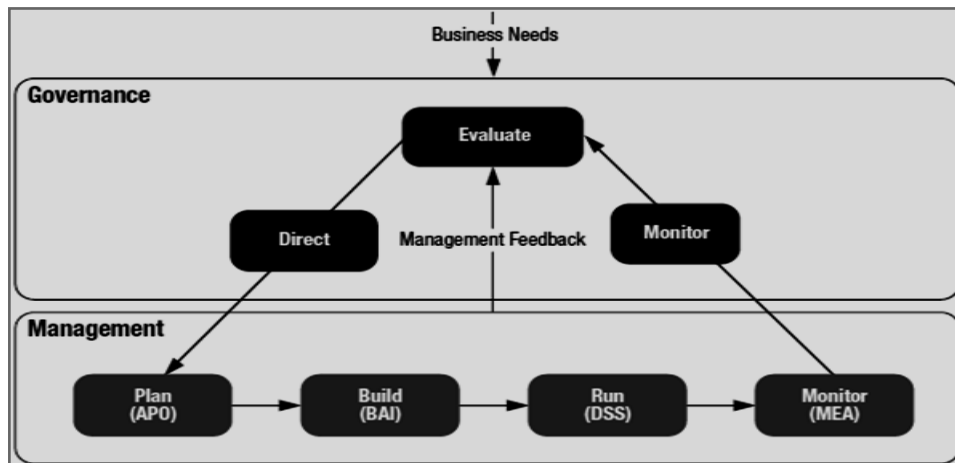 Business Needs
Governance
Evaluate
Direct
Management Feedback
Monitor
Management
Plan
(APO)
Build
(BAI)
Run
(DSS)
Monitor
(MEA)